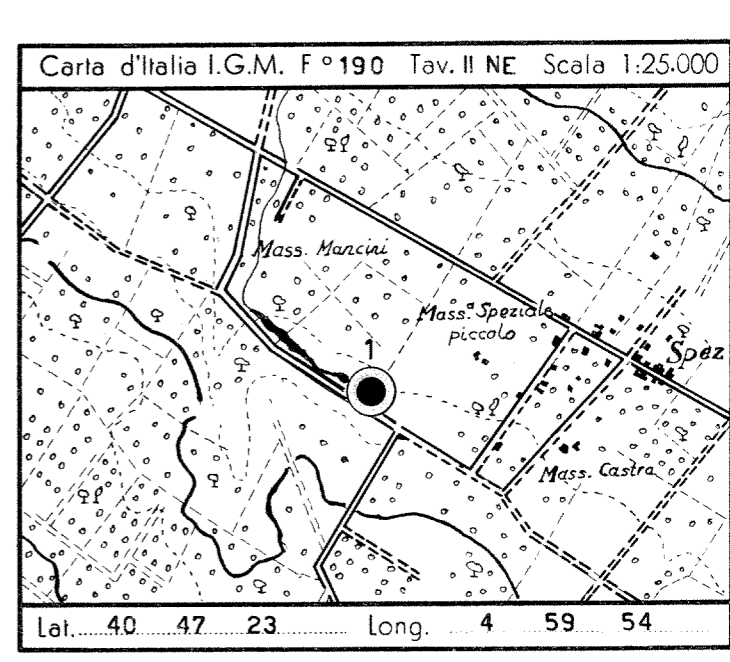 Carta d'Italia I.G.M. F° 190 Tav. II NE Scala 1:25.000
Mass. Mancini
Mass.ª Speziale
piccolo
1
Spez
Mass. Castra
Lat. 40 47 23 Long. 4 59 54